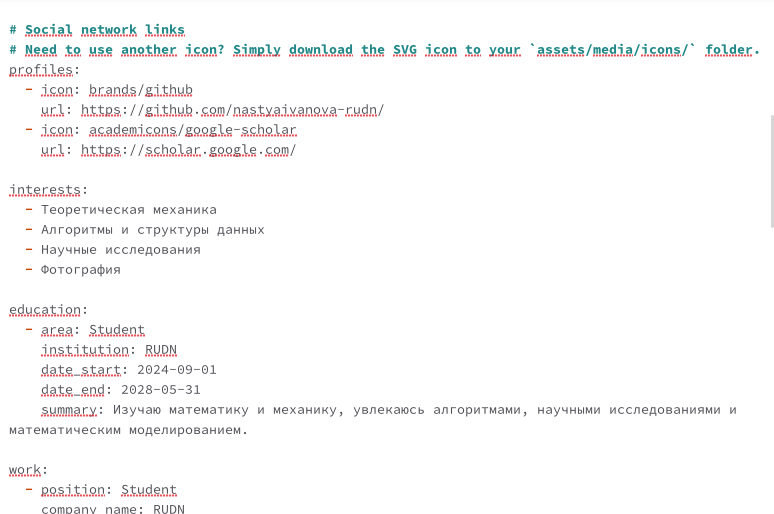 # Social network links
# Need to use another icon? Simply download the SVG icon to your `assets/media/icons/` folder.
profiles:
  - icon: brands/github
    url: https://github.com/nastyaivanova-rudn/
  - icon: academicons/google-scholar
    url: https://scholar.google.com/

interests:
  - Теоретическая механика
  - Алгоритмы и структуры данных
  - Научные исследования
  - Фотография

education:
  - area: Student
    institution: RUDN
    date_start: 2024-09-01
    date_end: 2028-05-31
    summary: Изучаю математику и механику, увлекаюсь алгоритмами, научными исследованиями и
математическим моделированием.

work:
  - position: Student
    company_name: RUDN